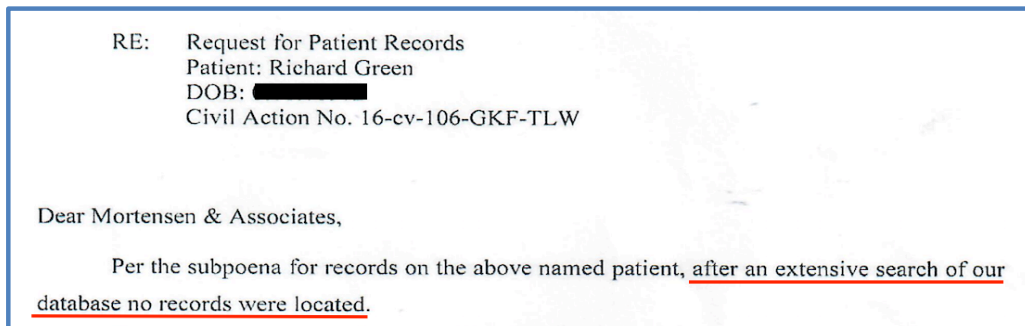 RE: Request for Patient Records
Patient: Richard Green
DOB:
Civil Action No. 16-cv-106-GKF-TLW
Dear Mortensen & Associates,
Per the subpoena for records on the above named patient, after an extensive search of our
database no records were located.